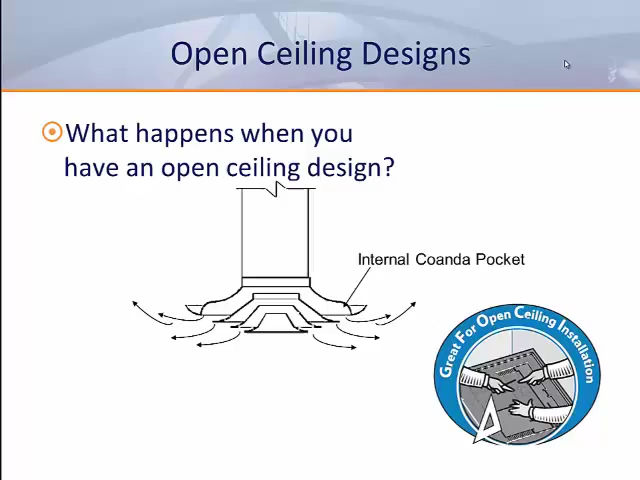 Open Ceiling Designs
What happens when you
have an open ceiling design?
Internal Coanda Pocket
Great For Open Ceiling Installation